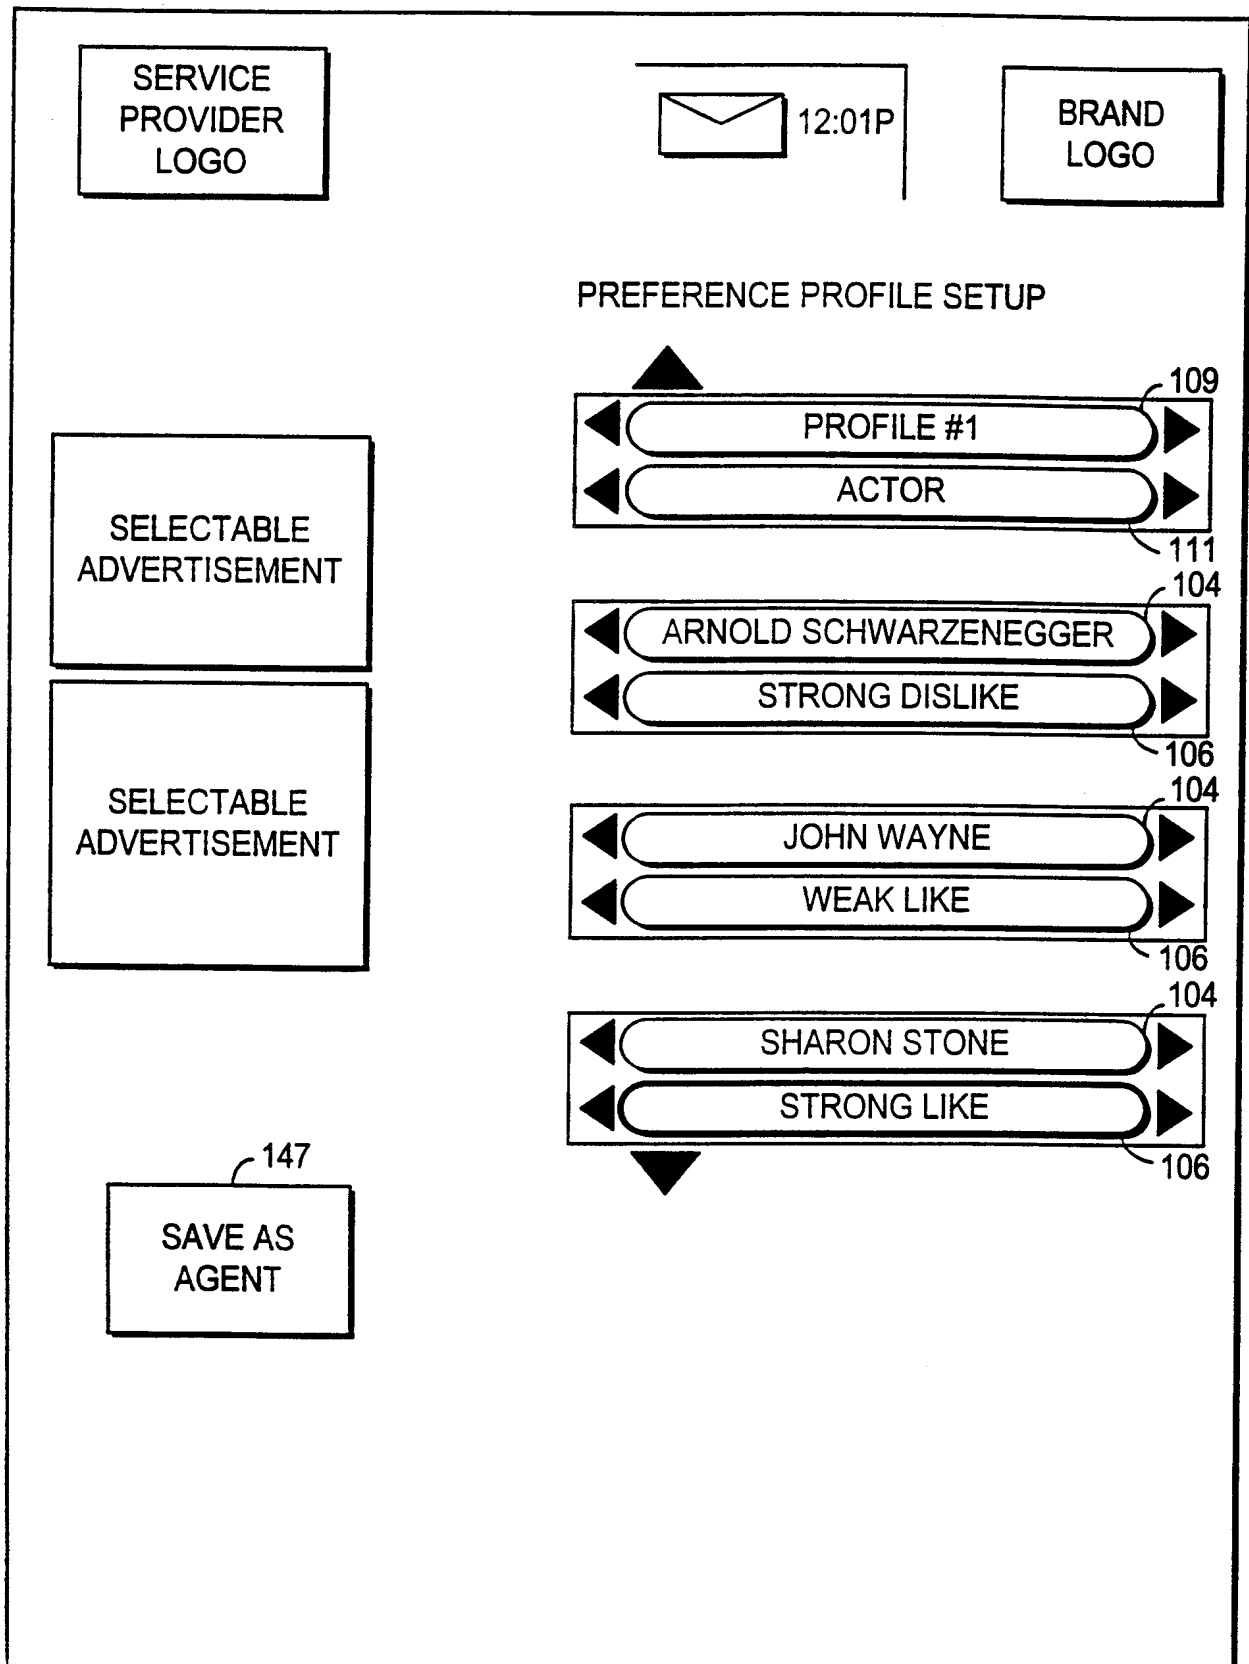 SERVICE
PROVIDER
LOGO
12:01P
BRAND
LOGO
PREFERENCE PROFILE SETUP
109
PROFILE #1
ACTOR
111
SELECTABLE
ADVERTISEMENT
104
ARNOLD SCHWARZENEGGER
STRONG DISLIKE
106
SELECTABLE
ADVERTISEMENT
104
JOHN WAYNE
WEAK LIKE
106
104
SHARON STONE
STRONG LIKE
106
147
SAVE AS
AGENT